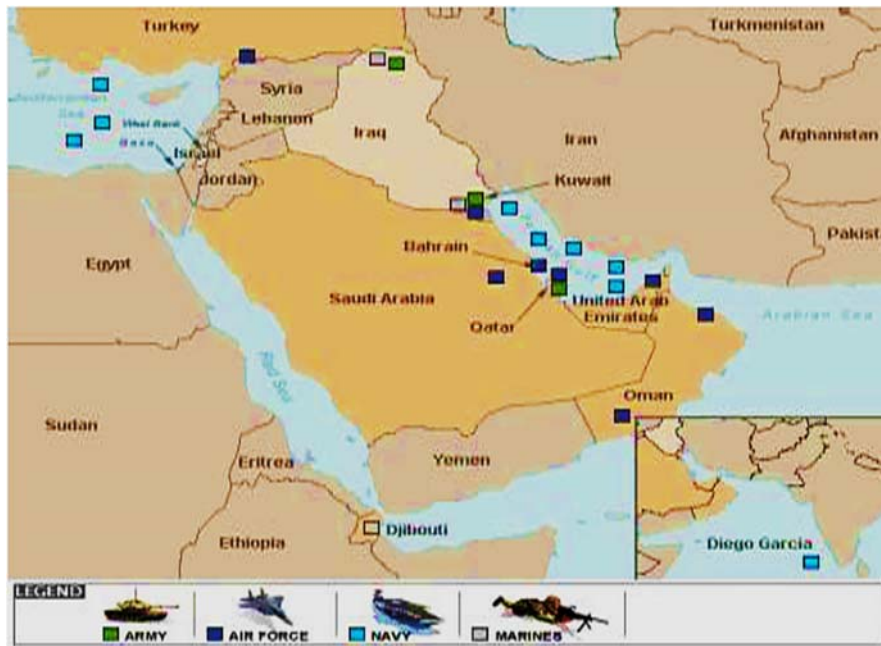 Turkey
Turkmenistan
Syria
Mediterranean
Sea
Lebanon
West Bank
Iraq
Iran
Afghanistan
Gaza
Israel
Jordan
Kuwait
Pakist
Bahrain
Egypt
Saudi Arabia
United Arab
Emirates
Qatar
Arabian Sea
Red Sea
Oman
Sudan
Yemen
Eritrea
Djibouti
Ethiopia
Diego Garcia
LEGEND
ARMY
AIR FORCE
NAVY
MARINES